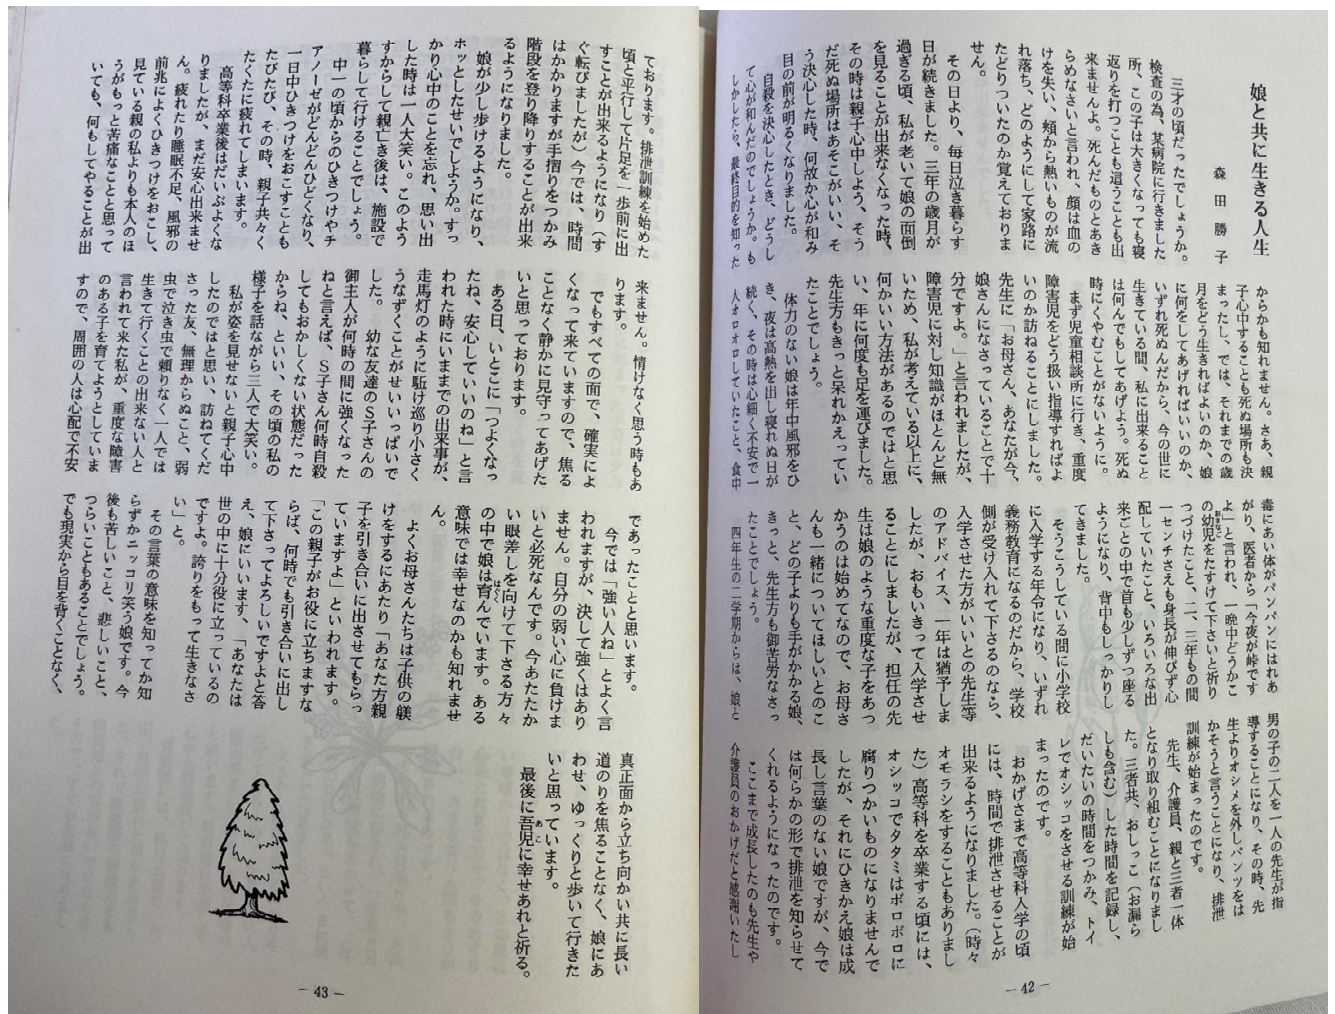 娘と共に生きる人生
森田勝子
三才の頃だったでしょうか。
検査の為、某病院に行きました
所、この子は大きくなっても寝
返りを打つことも這うことも出
来ませんよ。死んだものとあき
らめなさいと言われ、顔は血の
けを失い、頬から熱いものが流
れ落ち、どのようにして家路に
たどりついたのか覚えておりま
せん。
その日より、毎日泣き暮らす
日が続きました。三年の歳月が
過ぎる頃、私が老いて娘の面倒
を見ることが出来なくなった時、
その時は親子心中しよう、そう
だ死ぬ場所はあそこがいい、そ
う決心した時、何故か心が和み
目の前が明るくなりました。
自殺を決心したとき、どうし
て心が和んだのでしょうか。も
しかしたら、最終目的を知った
からかも知れません。さあ、親
子心中することも死ぬ場所も決
まったし、では、それまでの歳
月をどう生きればよいのか、娘
に何をしてあげればいいのか、
いずれ死ぬんだから、今の世に
生きている間、私に出来ること
は何んでもしてあげよう。死ぬ
時にくやむことがないように。
まず児童相談所に行き、重度
障害児をどう扱い指導すればよ
いのか訪ねることにしました。
先生に「お母さん、あなたが今、
娘さんになさっていることで十
分ですよ。」と言われましたが、
障害児に対し知識がほとんど無
いため、私が考えている以上に、
何かいい方法があるのではと思
い、年に何度も足を運びました。
先生方もきっと呆れかえってい
たことでしょう。
体力のない娘は年中風邪をひ
き、夜は高熱を出し寝れぬ日が
続く、その時は心細く不安で一
人オロオロしていたこと、食中
毒にあい体がパンパンにはれあ
がり、医者から「今夜が峠です
よ」と言われ、一晩中どうかこ
の幼児をたすけて下さいと祈り
つづけたこと、二、三年もの間
一センチさえも身長が伸びず心
配していたこと、いろいろな出
来ごとの中で首も少しずつ座る
ようになり、背中もしっかりし
てきました。
そうこうしている間に小学校
に入学する年令になり、いずれ
義務教育になるのだから、学校
側が受け入れて下さるのなら、
入学させた方がいいとの先生等
のアドバイス、一年は猶予しま
したが、おもいきって入学させ
ることにしましたが、担任の先
生は娘のような重度な子をあつ
かうのは始めてなので、お母さ
んも一緒についてほしいとのこ
と、どの子よりも手がかかる娘、
きっと、先生方も御苦労なさっ
たことでしょう。
四年生の二学期からは、娘と
男の子の二人を一人の先生が指
導することになり、その時、先
生よりオシメを外しパンツをは
かそうと言うことになり、排泄
訓練が始まったのです。
先生、介護員、親と三者一体
となり取り組むことになりまし
た。三者共、おしっこ（お漏ら
しも含む）した時間を記録し、
だいたいの時間をつかみ、トイ
レでオシッコをさせる訓練が始
まったのです。
おかげさまで高等科入学の頃
には、時間で排泄させることが
出来るようになりました。（時々
オモラシをすることもありまし
た）高等科を卒業する頃には、
オシッコでタタミはボロボロに
腐りつかいものになりませんで
したが、それにひきかえ娘は成
長し言葉のない娘ですが、今で
は何らかの形で排泄を知らせて
くれるようになったのです。
ここまで成長したのも先生や
介護員のおかげだと感謝いたし
－42－
ております。排泄訓練を始めた
頃と平行して片足を一歩前に出
すことが出来るようになり（す
ぐ転びましたが）今では、時間
はかかりますが手摺りをつかみ
階段を登り降りすることが出来
るようになりました。
娘が少し歩けるようになり、
ホッとしたせいでしようか。すっ
かり心中のことを忘れ、思い出
した時は一人大笑い。このよう
すからして親亡き後は、施設で
暮らして行けることでしょう。
中一の頃からのひきつけやチ
アノーゼがどんどんひどくなり、
一日中ひきつけをおこすことも
たびたび、その時、親子共々く
たくたに疲れてしまいます。
高等科卒業後はだいぶよくな
りましたが、まだ安心出来ませ
ん。疲れたり睡眠不足、風邪の
前兆によくひきつけをおこし、
見ている親の私よりも本人のほ
うがもっと苦痛なことと思って
いても、何もしてやることが出
来ません。情けなく思う時もあ
ります。
でもすべての面で、確実によ
くなって来ていますので、焦る
ことなく静かに見守ってあげた
いと思っております。
ある日、いとこに「つよくなっ
たね、安心していいのね」と言
われた時にいままでの出来事が、
走馬灯のように駈け巡り小さく
うなずくことがせいいっぱいで
した。　幼な友達のＳ子さんの
御主人が何時の間に強くなった
ねと言えば、Ｓ子さん何時自殺
してもおかしくない状態だった
からね、といい、その頃の私の
様子を話ながら三人で大笑い。
私が姿を見せないと親子心中
したのではと思い、訪ねてくだ
さった友、無理からぬこと、弱
虫で泣き虫で頼りなく一人では
生きて行くことの出来ない人と
言われて来た私が、重度な障害
のある子を育てようとしていま
すので、周囲の人は心配で不安
であったことと思います。
今では「強い人ね」とよく言
われますが、決して強くはあり
ません。自分の弱い心に負けま
いと必死なんです。今あたたか
い眼差しを向けて下さる方々
の中で娘は育んでいます。ある
意味では幸せなのかも知れませ
ん。
よくお母さんたちは子供の躾
けをするにあたり「あなた方親
子を引き合いに出させてもらっ
ていますよ」といわれます。
「この親子がお役に立ちますな
らば、何時でも引き合いに出し
て下さってよろしいですよと答
え、娘にいいます、「あなたは
世の中に十分役に立っているの
ですよ。誇りをもって生きなさ
い」と。
その言葉の意味を知ってか知
らずかニッコリ笑う娘です。今
後も苦しいこと、悲しいこと、
つらいこともあることでしょう。
でも現実から目を背くことなく、
真正面から立ち向かい共に長い
道のりを焦ることなく、娘にあ
わせ、ゆっくりと歩いて行きた
いと思っています。
最後に吾児に幸せあれと祈る。
－43－